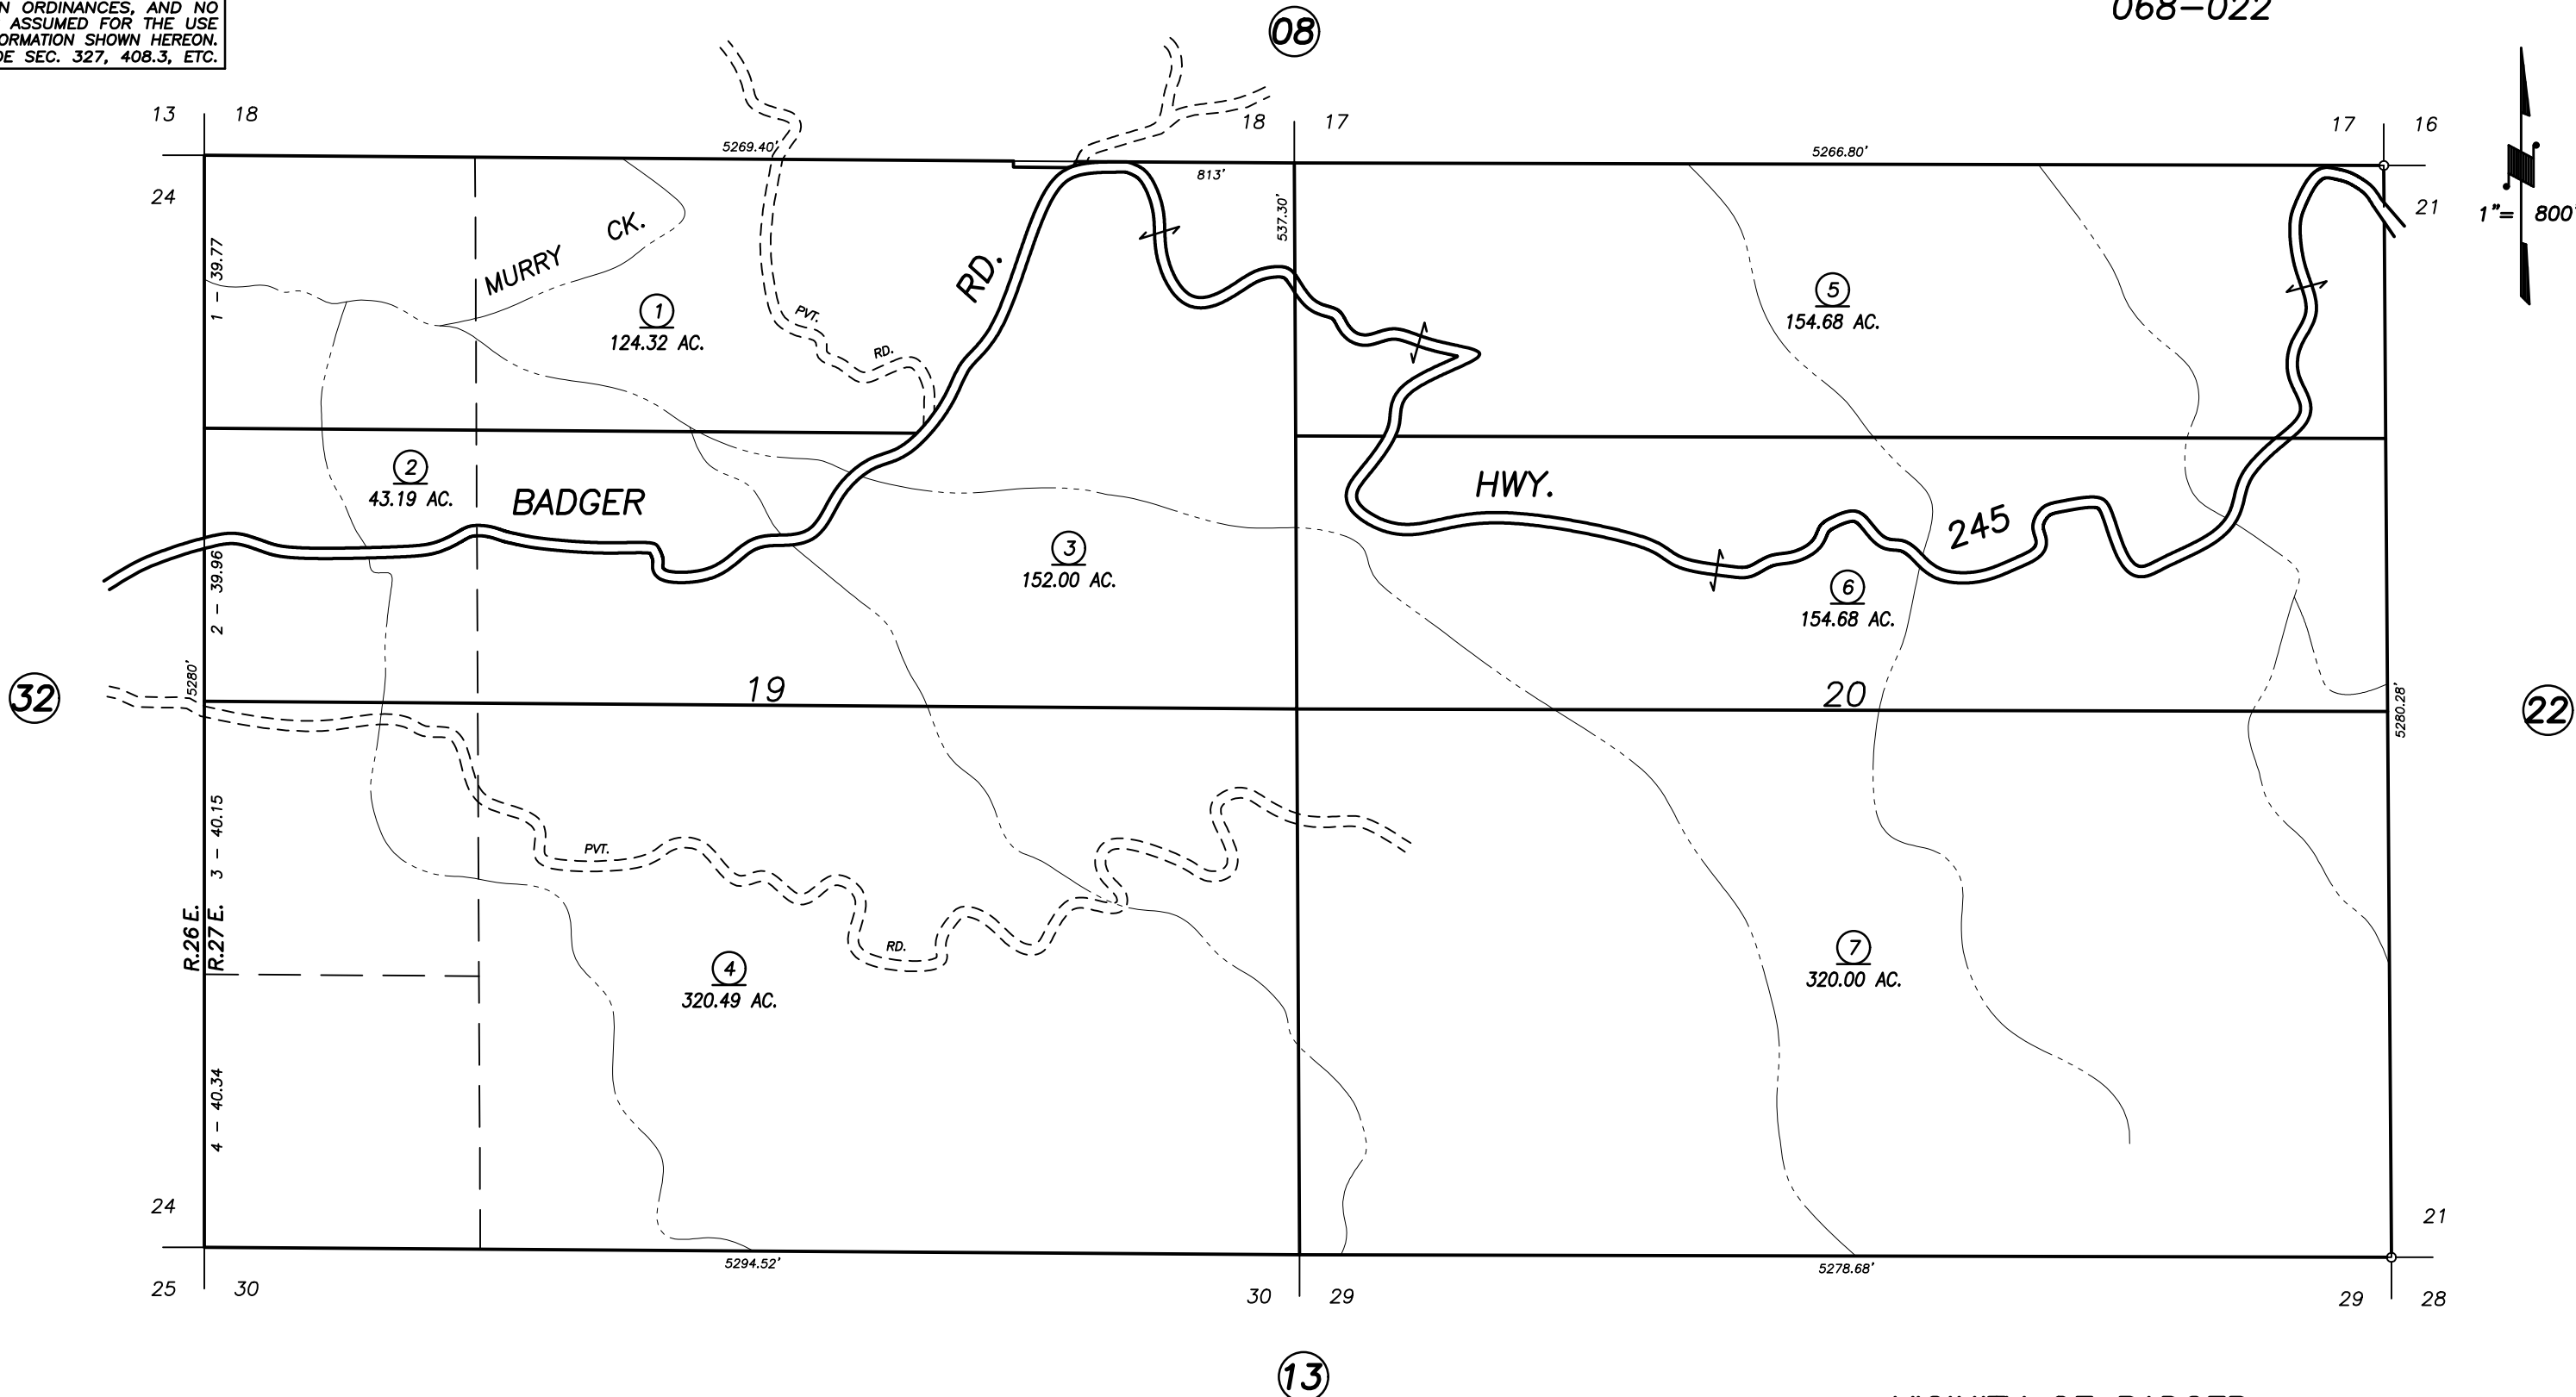 N ORDINANCES, AND NO
ASSUMED FOR THE USE
ORMATION SHOWN HEREON.
DE SEC. 327, 408.3, ETC.
068-022
08
13 18
18 17
17 16
5269.40'
5266.80'
813'
537.30'
24
21
1"= 800'
MURRY CK.
1 - 39.77
1
124.32 AC.
PVT.
RD.
RD.
5
154.68 AC.
2
43.19 AC.
BADGER
HWY.
245
3
152.00 AC.
2 - 39.96
6
154.68 AC.
5280'
32
19
20
5280.28'
22
3 - 40.15
PVT.
RD.
R.26 E.
R.27 E.
4
320.49 AC.
7
320.00 AC.
4 - 40.34
24
21
5294.52'
5278.68'
25 30
30 29
29 28
13
VICINITY OF BADGER